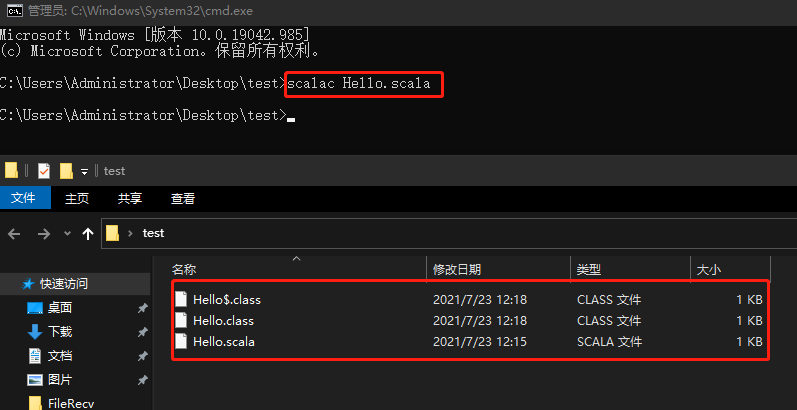 管理员: C:\Windows\System32\cmd.exe
Microsoft Windows [版本 10.0.19042.985]
(c) Microsoft Corporation。保留所有权利。
C:\Users\Administrator\Desktop\test>scalac Hello.scala
C:\Users\Administrator\Desktop\test>
test
文件 主页 共享 查看
test
名称 修改日期 类型 大小
快速访问
Hello$.class 2021/7/23 12:18 CLASS 文件 1 KB
桌面
Hello.class 2021/7/23 12:18 CLASS 文件 1 KB
下载
Hello.scala 2021/7/23 12:15 SCALA 文件 1 KB
文档
图片
FileRecv